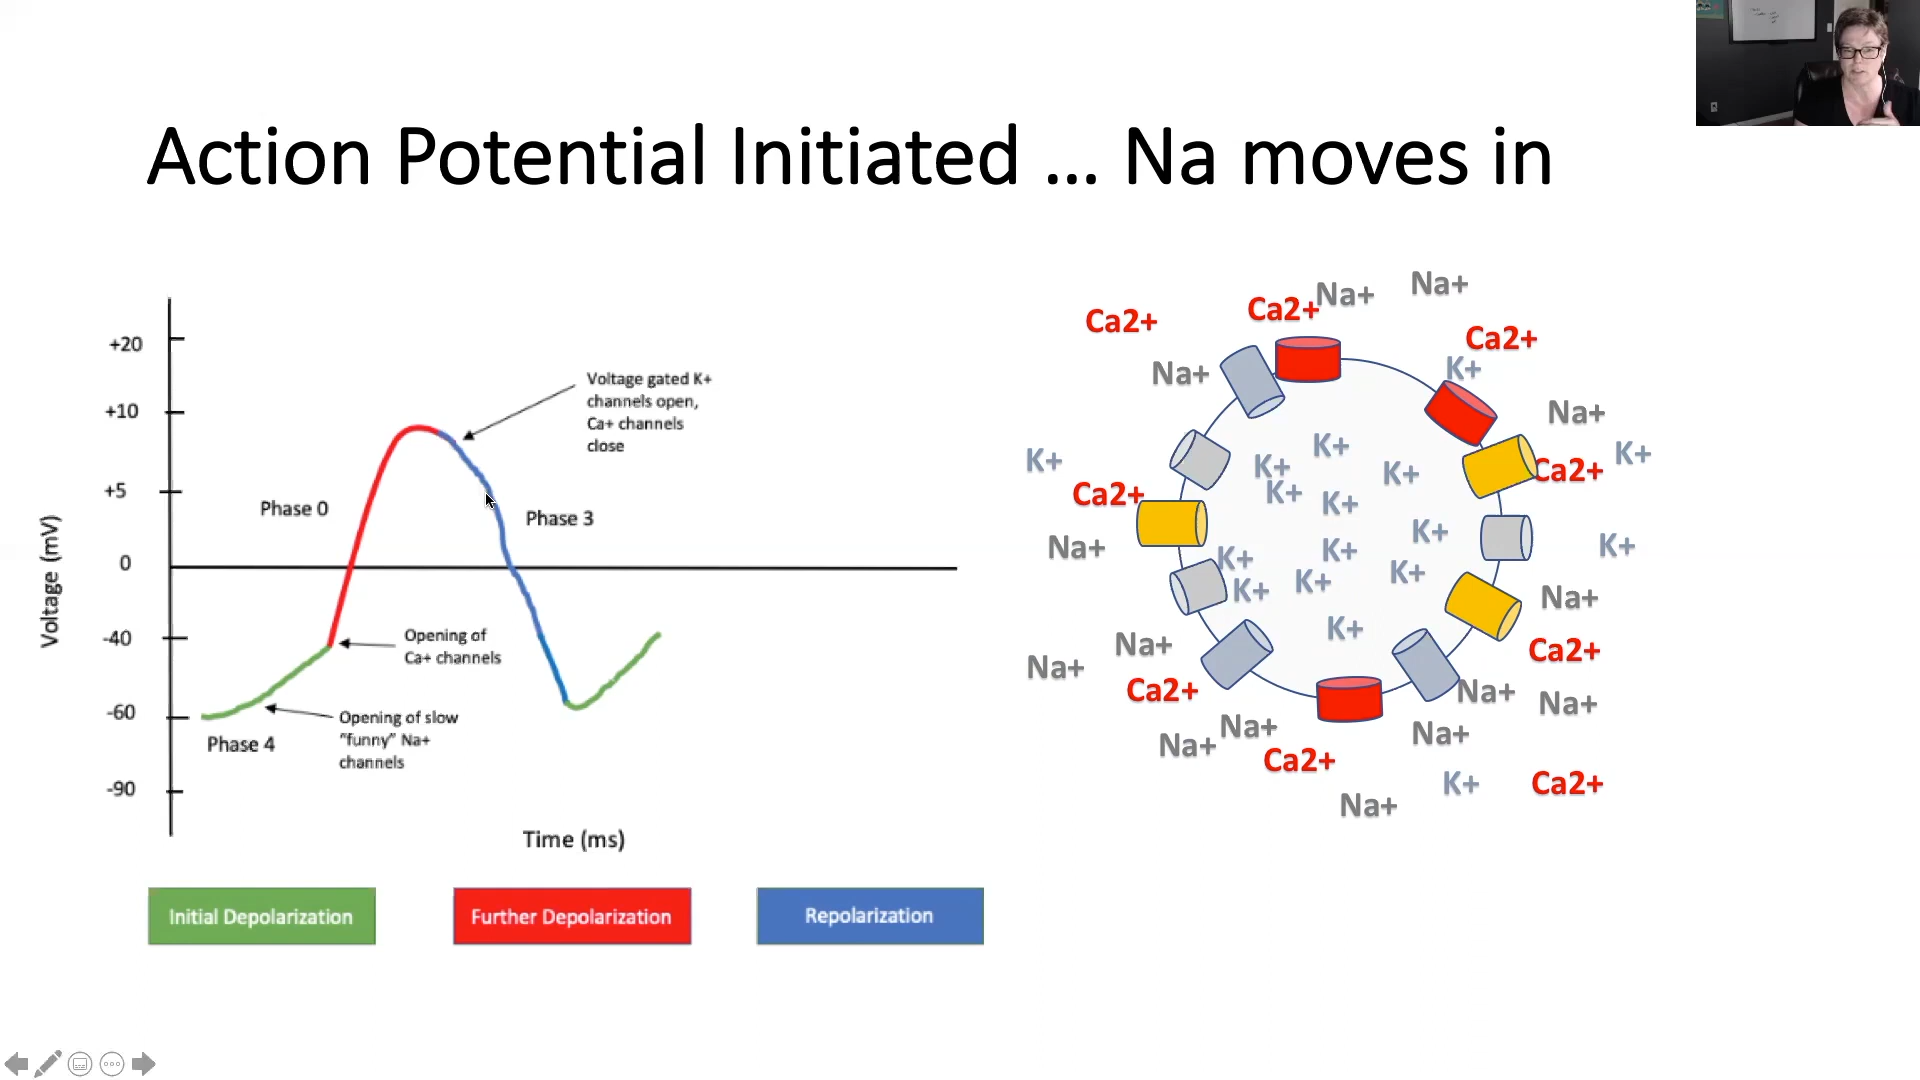 Action Potential Initiated ... Na moves in
+20
+10
+5
0
-40
-60
-90
Voltage (mV)
Time (ms)
Phase 0
Phase 3
Phase 4
Voltage gated K+
channels open,
Ca+ channels
close
Opening of
Ca+ channels
Opening of slow
"funny" Na+
channels
Initial Depolarization
Further Depolarization
Repolarization
Na+
Ca2+
Na+
Ca2+
Ca2+
K+
Na+
Na+
K+
K+
Ca2+
K+
K+
K+
K+
Ca2+
K+
K+
Ca2+
K+
Na+
K+
K+
K+
K+
K+
K+
Na+
K+
Na+
Ca2+
Na+
Ca2+
Na+
Na+
Na+
Na+
Na+
Ca2+
K+
Ca2+
Na+